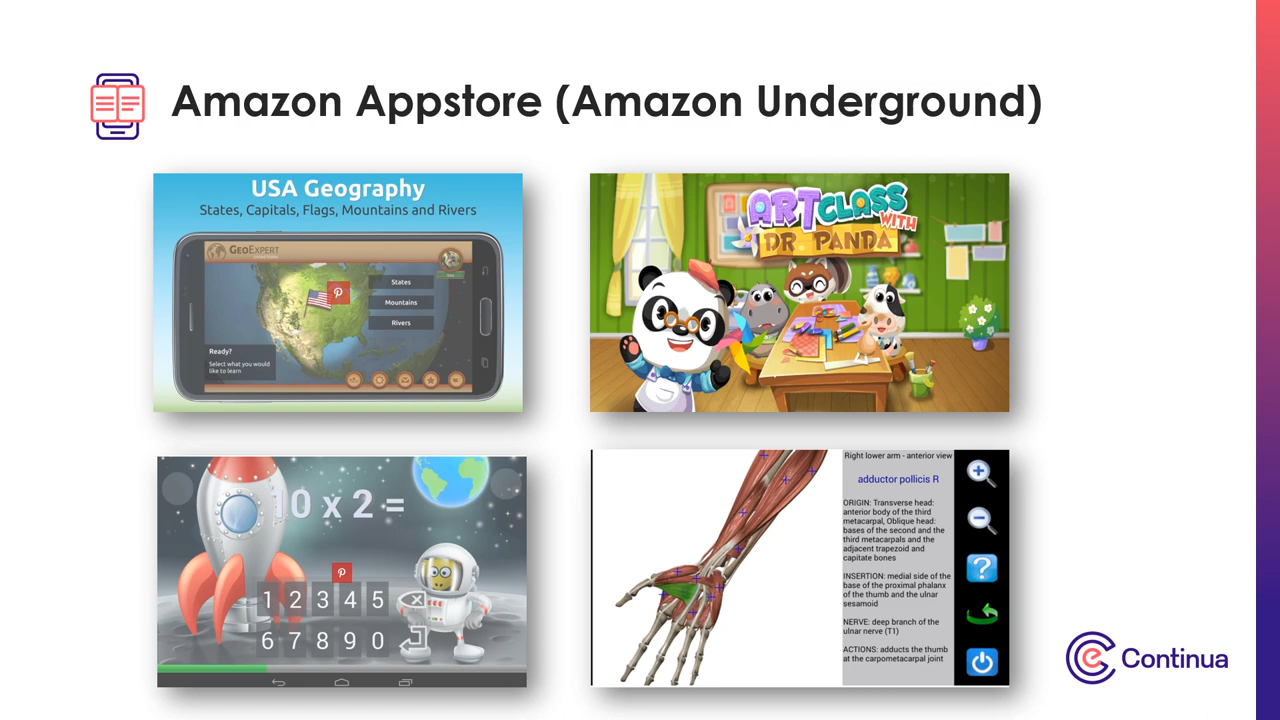 Amazon Appstore (Amazon Underground)
USA Geography
States, Capitals, Flags, Mountains and Rivers
GEOEXPERT
States
Mountains
Rivers
Ready?
Select what you would
like to learn
ART CLASS
WITH
DR. PANDA
10 x 2 =
1 2 3 4 5
6 7 8 9 0
Right lower arm - anterior view
adductor pollicis R
ORIGIN: Transverse head:
anterior body of the third
metacarpal, Oblique head:
bases of the second and the
third metacarpals and the
adjacent trapezoid and
capitate bones
INSERTION: medial side of the
base of the proximal phalanx
of the thumb and the ulnar
sesamoid
NERVE: deep branch of the
ulnar nerve (T1)
ACTIONS: adducts the thumb
at the carpometacarpal joint
Continua